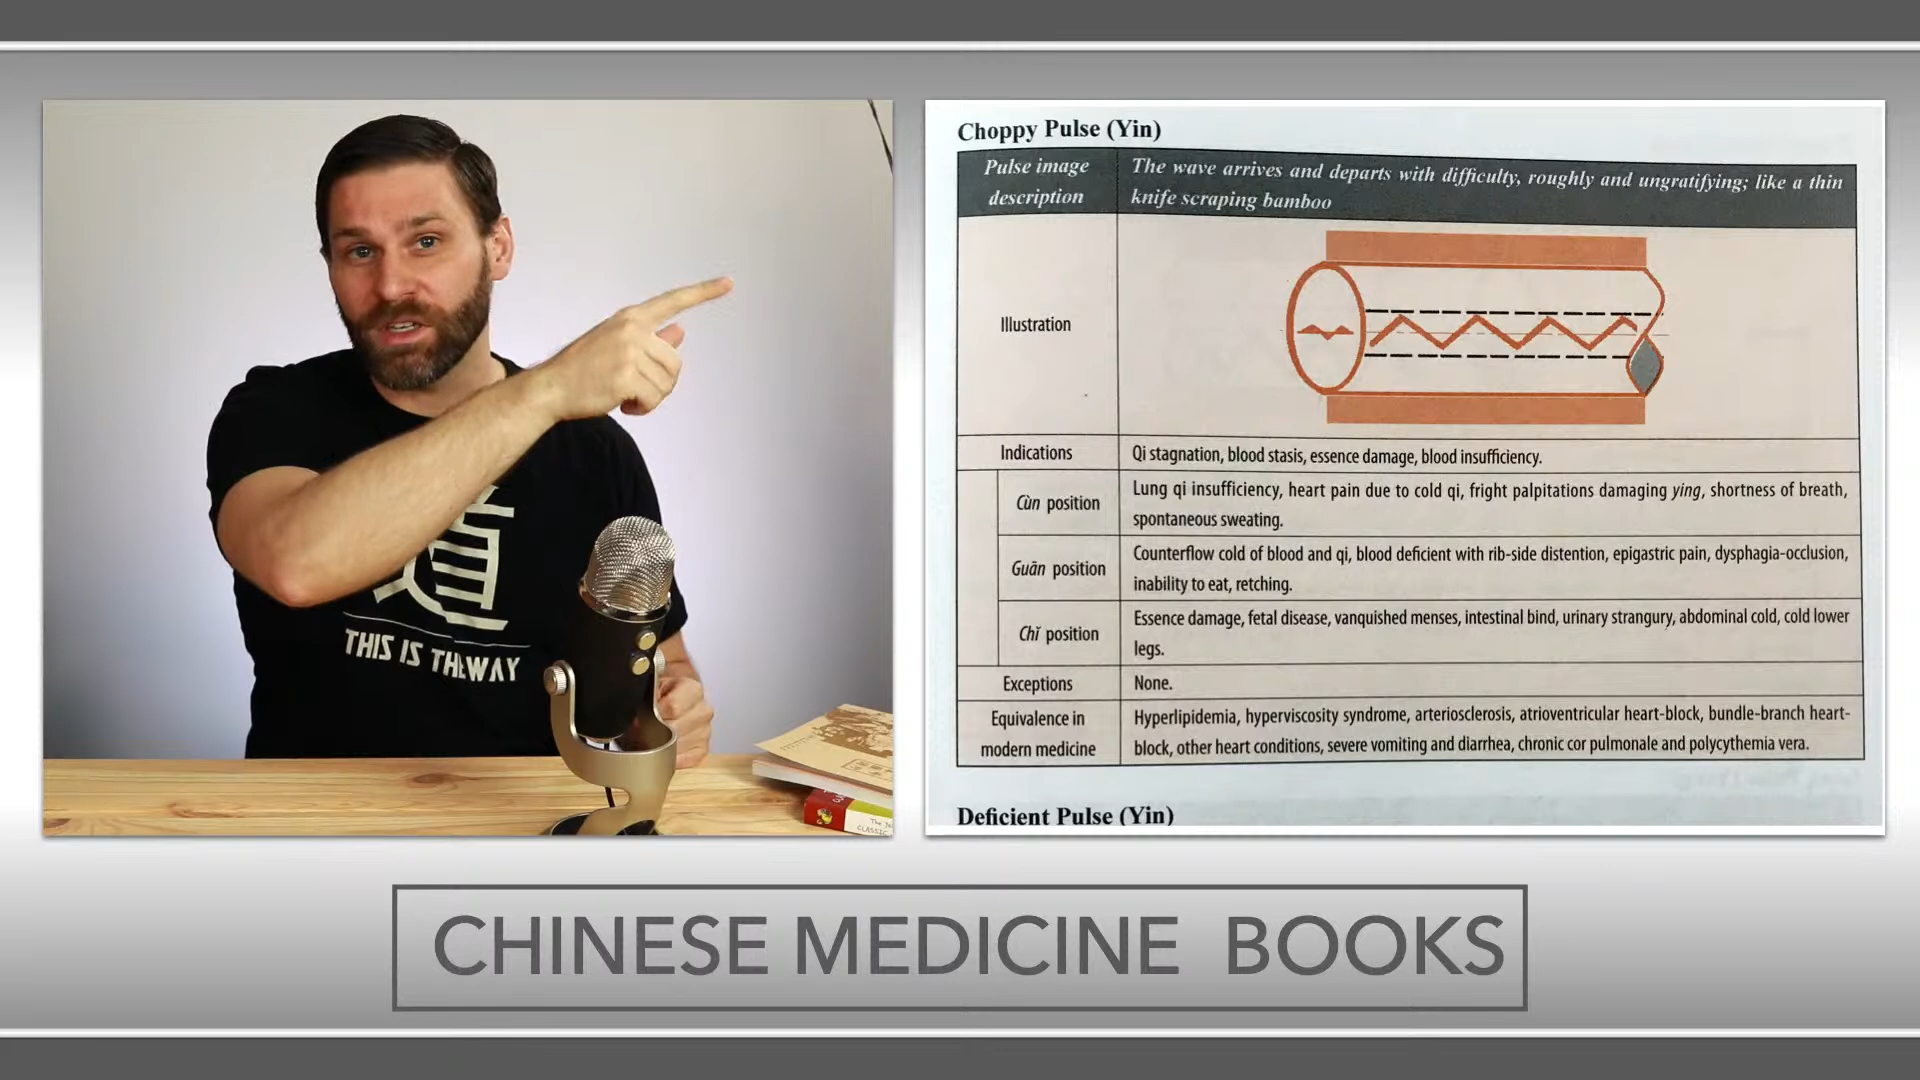 道
THIS IS THE WAY
Choppy Pulse (Yin)
Pulse image
description
The wave arrives and departs with difficulty, roughly and ungratifying; like a thin
knife scraping bamboo
Illustration
Indications
Qi stagnation, blood stasis, essence damage, blood insufficiency.
Cùn position
Lung qi insufficiency, heart pain due to cold qi, fright palpitations damaging ying, shortness of breath,
spontaneous sweating.
Guān position
Counterflow cold of blood and qi, blood deficient with rib-side distention, epigastric pain, dysphagia-occlusion,
inability to eat, retching.
Chǐ position
Essence damage, fetal disease, vanquished menses, intestinal bind, urinary strangury, abdominal cold, cold lower
legs.
Exceptions
None.
Equivalence in
modern medicine
Hyperlipidemia, hyperviscosity syndrome, arteriosclerosis, atrioventricular heart-block, bundle-branch heart-
block, other heart conditions, severe vomiting and diarrhea, chronic cor pulmonale and polycythemia vera.
Deficient Pulse (Yin)
CHINESE MEDICINE BOOKS